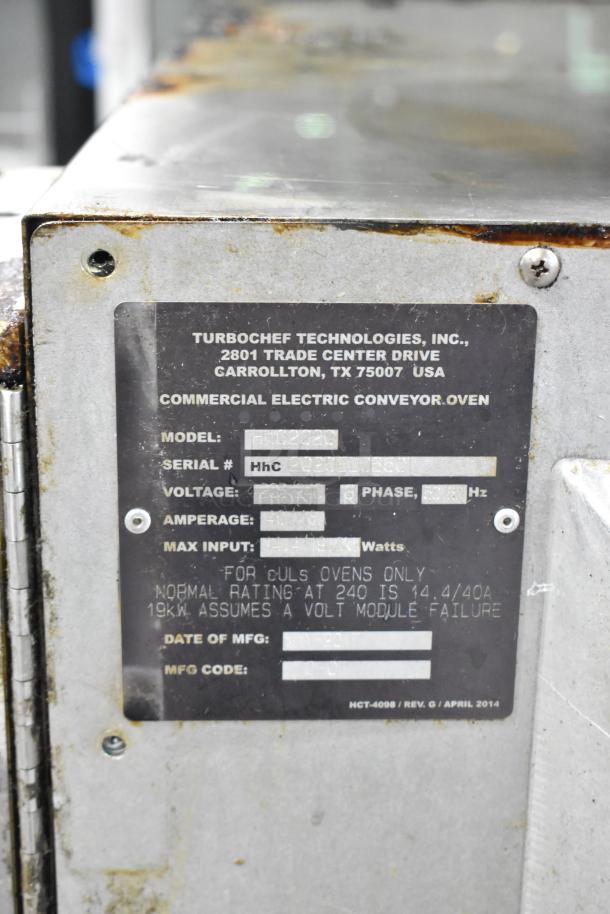 TURBOCHEF TECHNOLOGIES, INC.,
2801 TRADE CENTER DRIVE
CARROLLTON, TX 75007 USA
COMMERCIAL ELECTRIC CONVEYOR OVEN
MODEL:
SERIAL # HhC
VOLTAGE: PHASE, Hz
AMPERAGE:
MAX INPUT: Watts
FOR cULs OVENS ONLY
NORMAL RATING AT 240 IS 14.4/40A
19kW ASSUMES A VOLT MODULE FAILURE
DATE OF MFG:
MFG CODE:
HCT-4098 / REV. G / APRIL 2014